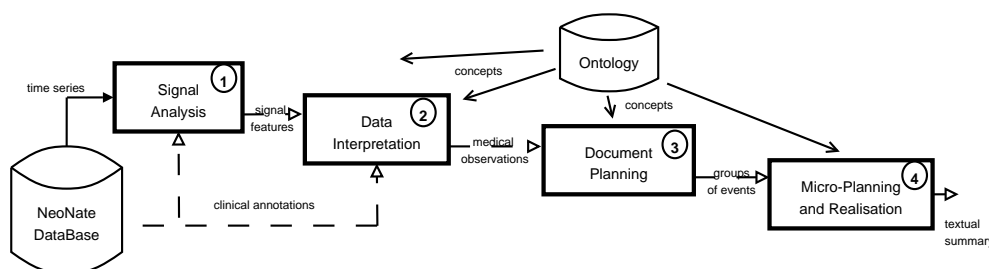 Ontology
concepts
concepts
time series
Signal
Analysis
1
signal
features
Data
Interpretation
2
medical
observations
Document
Planning
3
groups
of events
Micro-Planning
and Realisation
4
textual
summary
NeoNate
DataBase
clinical annotations